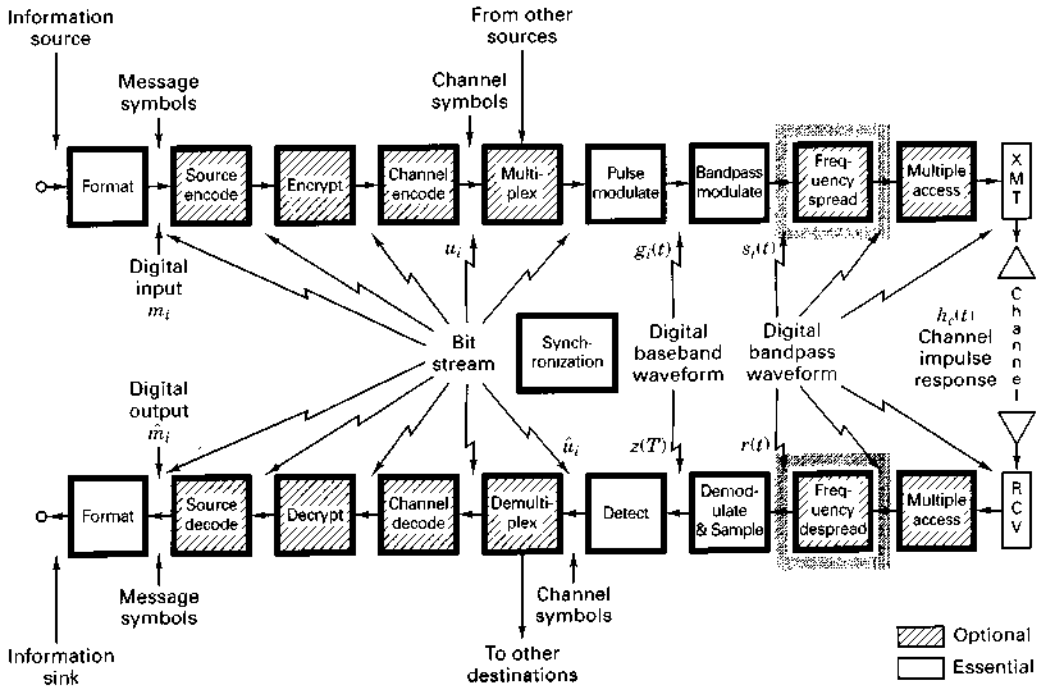 Information
source
From other
sources
Message
symbols
Channel
symbols
Format
Source
encode
Encrypt
Channel
encode
Multi-
plex
Pulse
modulate
Bandpass
modulate
Freq-
uency
spread
Multiple
access
X
M
T
Digital
input
m_i
u_i
g_i(t)
s_i(t)
Bit
stream
Synch-
ronization
Digital
baseband
waveform
Digital
bandpass
waveform
h_c(t)
Channel
impulse
response
C
h
a
n
n
e
l
Digital
output
m̂_i
û_i
z(T)
r(t)
Format
Source
decode
Decrypt
Channel
decode
Demulti-
plex
Detect
Demod-
ulate
& Sample
Freq-
uency
despread
Multiple
access
R
C
V
Message
symbols
Channel
symbols
Information
sink
To other
destinations
Optional
Essential